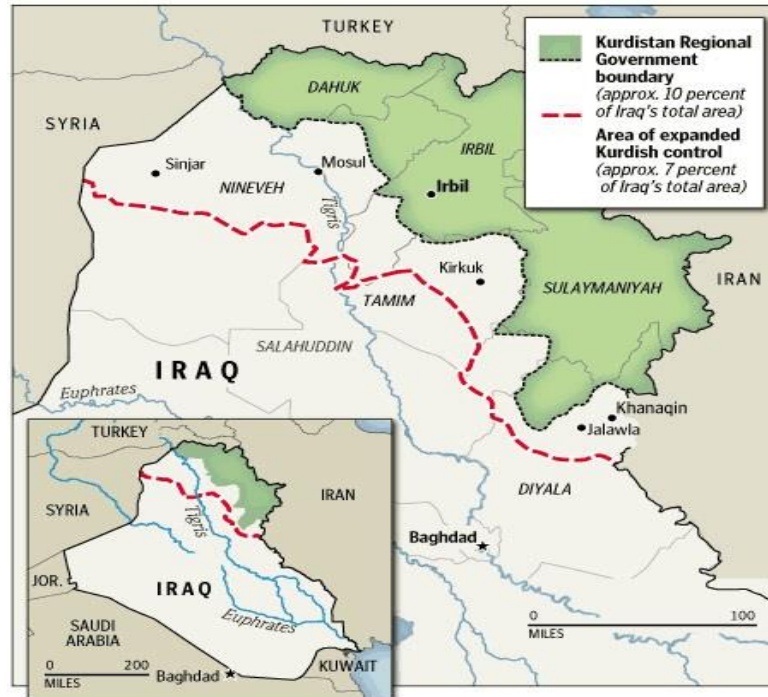 TURKEY
SYRIA
IRAN
Kurdistan Regional
Government
boundary
(approx. 10 percent
of Iraq's total area)
Area of expanded
Kurdish control
(approx. 7 percent
of Iraq's total area)
DAHUK
IRBIL
Sinjar
Mosul
NINEVEH
Irbil
Tigris
Kirkuk
SULAYMANIYAH
TAMIM
SALAHUDDIN
IRAQ
Euphrates
Khanaqin
Jalawla
DIYALA
Baghdad
0 100
MILES
TURKEY
SYRIA
IRAN
Tigris
IRAQ
JOR.
Euphrates
SAUDI
ARABIA
KUWAIT
0 200
MILES
Baghdad